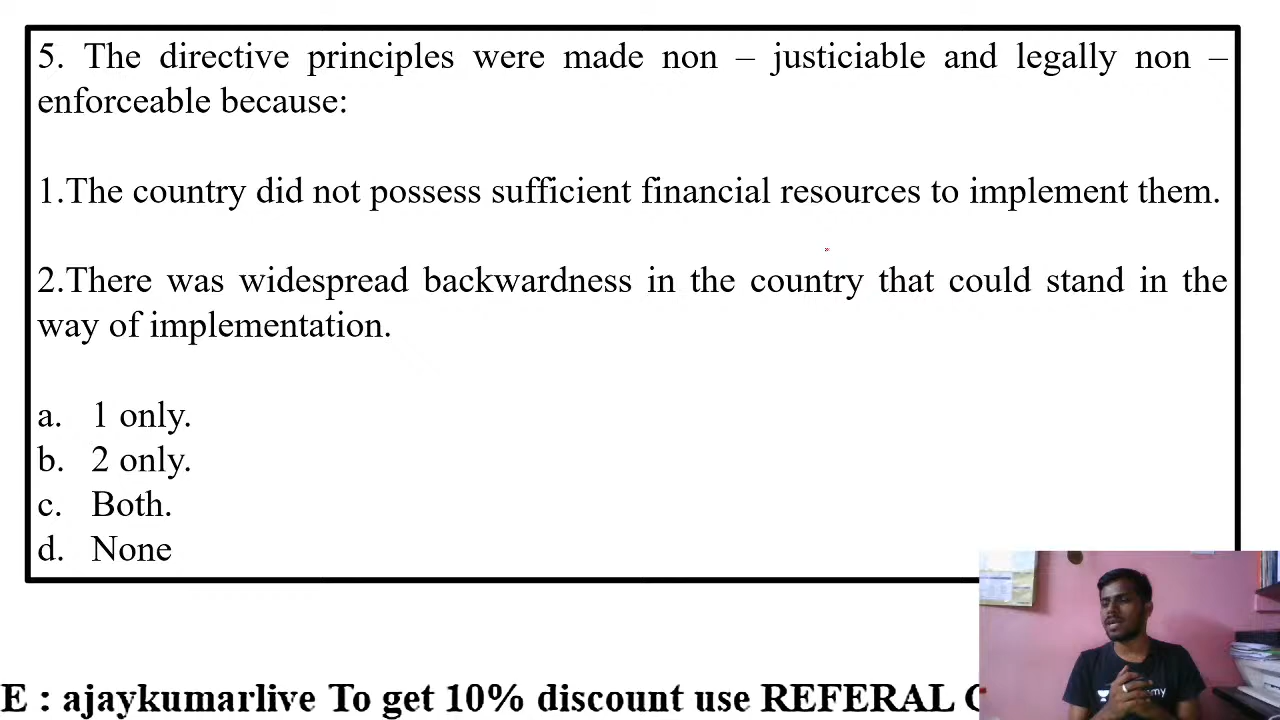 5. The directive principles were made non – justiciable and legally non –
enforceable because:
1.The country did not possess sufficient financial resources to implement them.
2.There was widespread backwardness in the country that could stand in the
way of implementation.
a. 1 only.
b. 2 only.
c. Both.
d. None
E : ajaykumarlive To get 10% discount use REFERAL